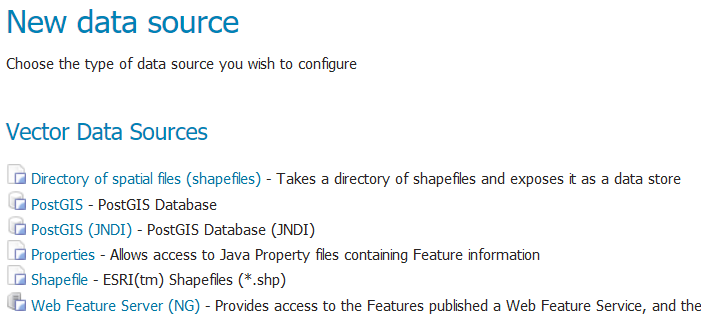 New data source
Choose the type of data source you wish to configure
Vector Data Sources
Directory of spatial files (shapefiles) - Takes a directory of shapefiles and exposes it as a data store
PostGIS - PostGIS Database
PostGIS (JNDI) - PostGIS Database (JNDI)
Properties - Allows access to Java Property files containing Feature information
Shapefile - ESRI(tm) Shapefiles (*.shp)
Web Feature Server (NG) - Provides access to the Features published a Web Feature Service, and the